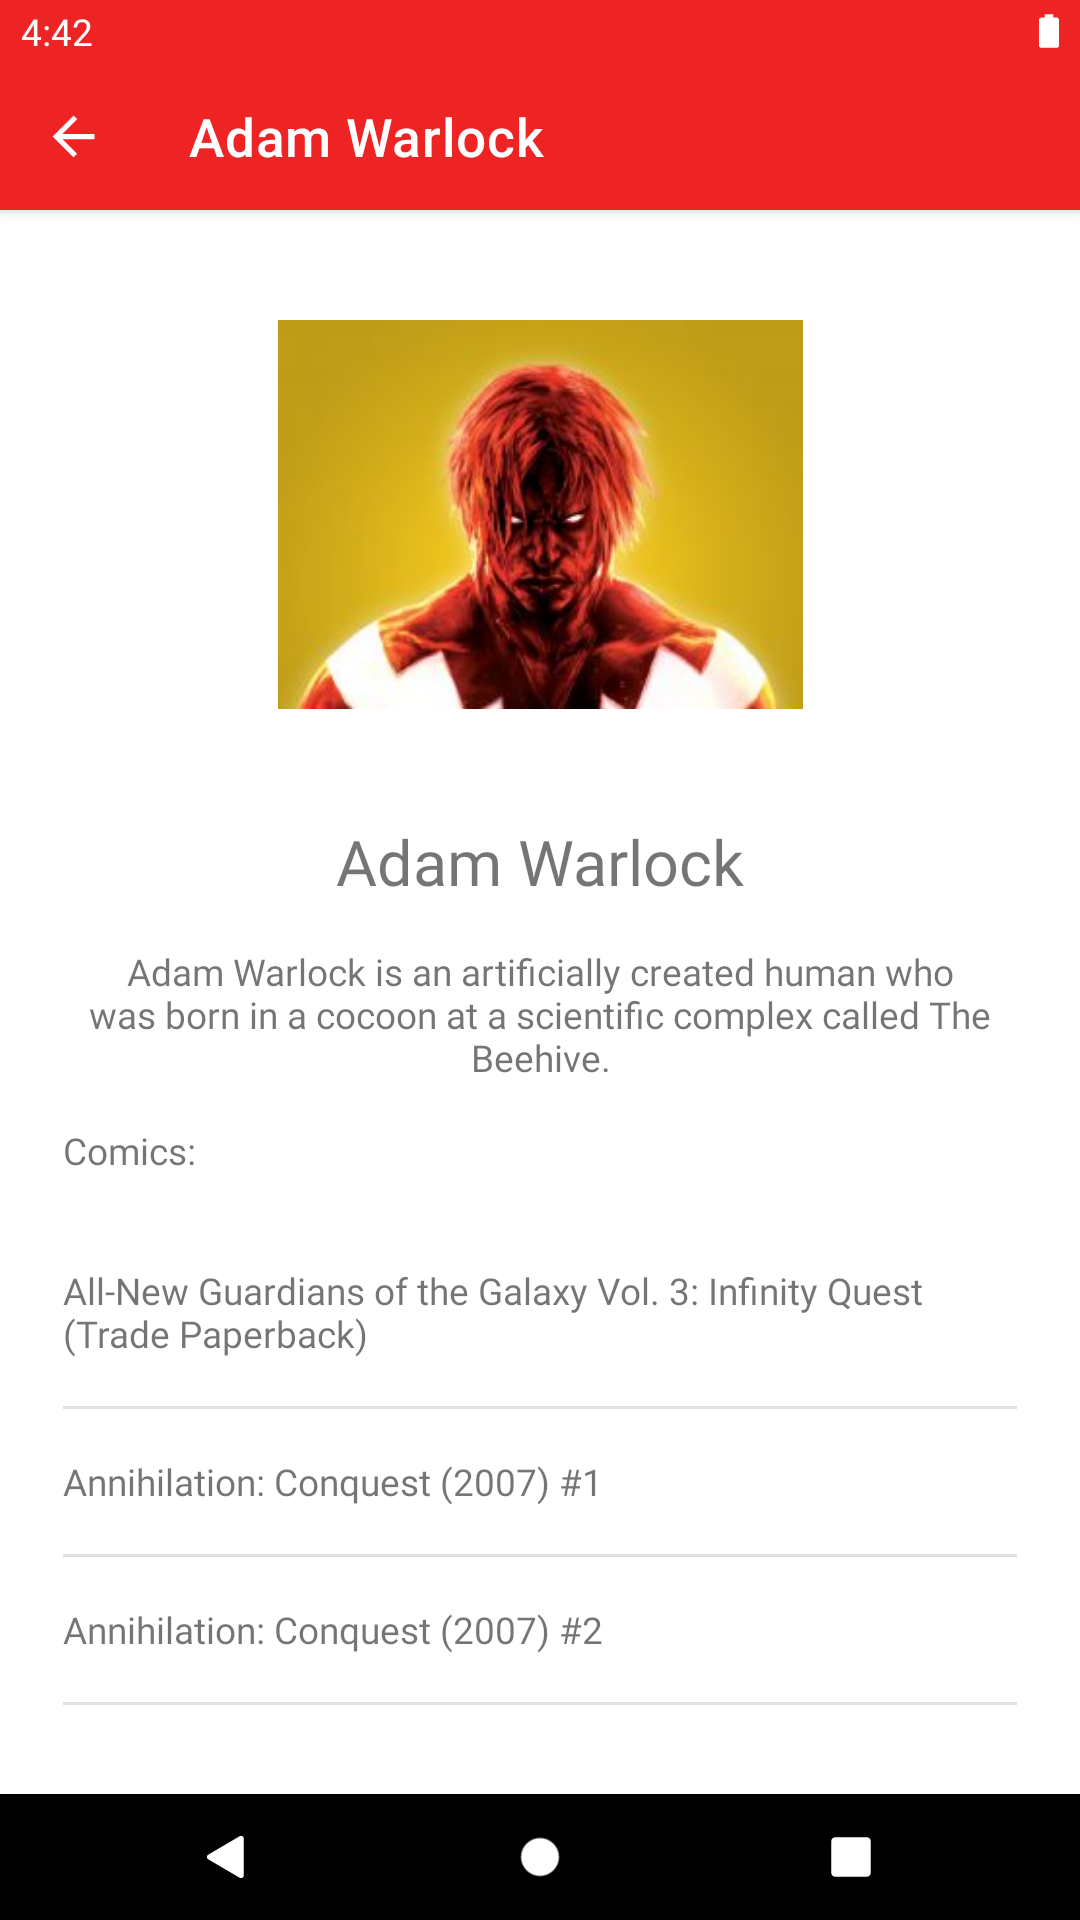 4:42
Adam Warlock
Adam Warlock
Adam Warlock is an artificially created human who
was born in a cocoon at a scientific complex called The
Beehive.
Comics:
All-New Guardians of the Galaxy Vol. 3: Infinity Quest
(Trade Paperback)
Annihilation: Conquest (2007) #1
Annihilation: Conquest (2007) #2